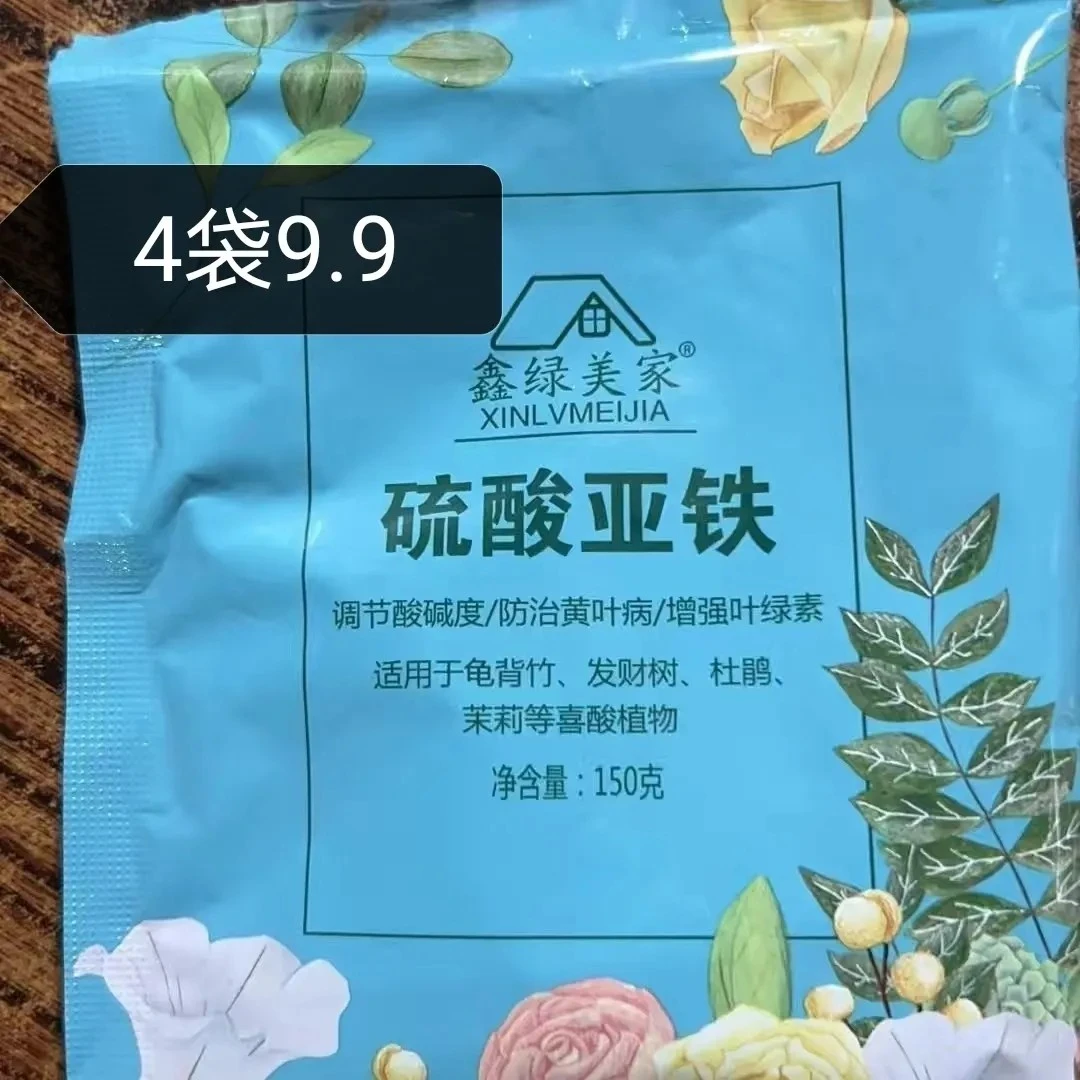 4袋9.9
鑫绿美家®
XINLVMEIJIA
硫酸亚铁
调节酸碱度/防治黄叶病/增强叶绿素
适用于龟背竹、发财树、杜鹃、
茉莉等喜酸植物
净含量：150克